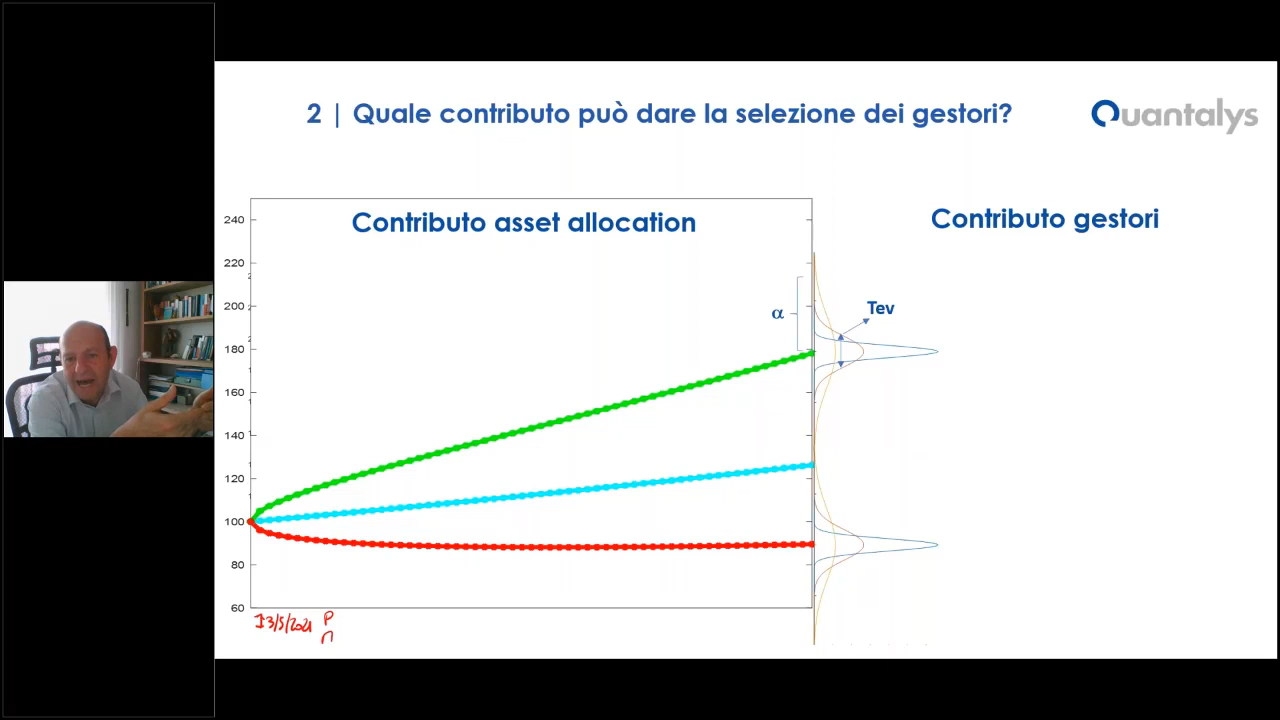 2 | Quale contributo può dare la selezione dei gestori?
Quantalys
Contributo asset allocation
Contributo gestori
240
220
200
180
160
140
120
100
80
60
α
Tev
13/5/2021 P